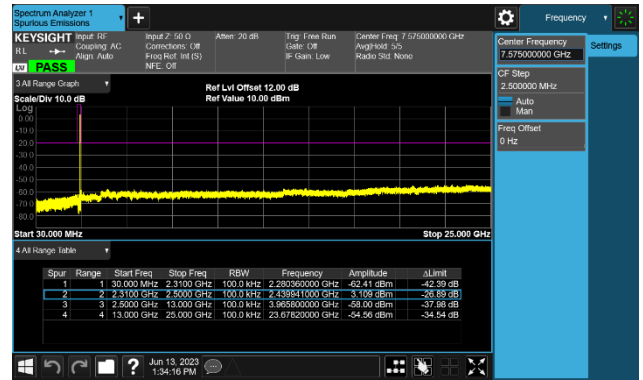 Spectrum Analyzer 1
Spurious Emissions
+
Frequency
KEYSIGHT Input: RF Input Z: 50 Ω Atten: 20 dB Trig: Free Run Center Freq: 7.575000000 GHz
RL Coupling: AC Corrections: Off Gate: Off Avg|Hold: 5/5
Align: Auto Freq Ref: Int (S) IF Gain: Low Radio Std: None
LXI PASS NFE: Off
Center Frequency
7.575000000 GHz
Settings
CF Step
2.500000 MHz
Auto
Man
Freq Offset
0 Hz
3 All Range Graph
Ref Lvl Offset 12.00 dB
Scale/Div 10.0 dB Ref Value 10.00 dBm
Log
0.00
-10.0
-20.0
-30.0
-40.0
-50.0
-60.0
-70.0
-80.0
Start 30.000 MHz Stop 25.000 GHz
4 All Range Table
Spur Range Start Freq Stop Freq RBW Frequency Amplitude ΔLimit
1 1 30.000 MHz 2.3100 GHz 100.0 kHz 2.280360000 GHz -62.41 dBm -42.39 dB
2 2 2.3100 GHz 2.5000 GHz 100.0 kHz 2.439941000 GHz 3.109 dBm -26.89 dB
3 3 2.5000 GHz 13.000 GHz 100.0 kHz 3.965800000 GHz -58.00 dBm -37.98 dB
4 4 13.000 GHz 25.000 GHz 100.0 kHz 23.67820000 GHz -54.56 dBm -34.54 dB
? Jun 13, 2023
1:34:16 PM